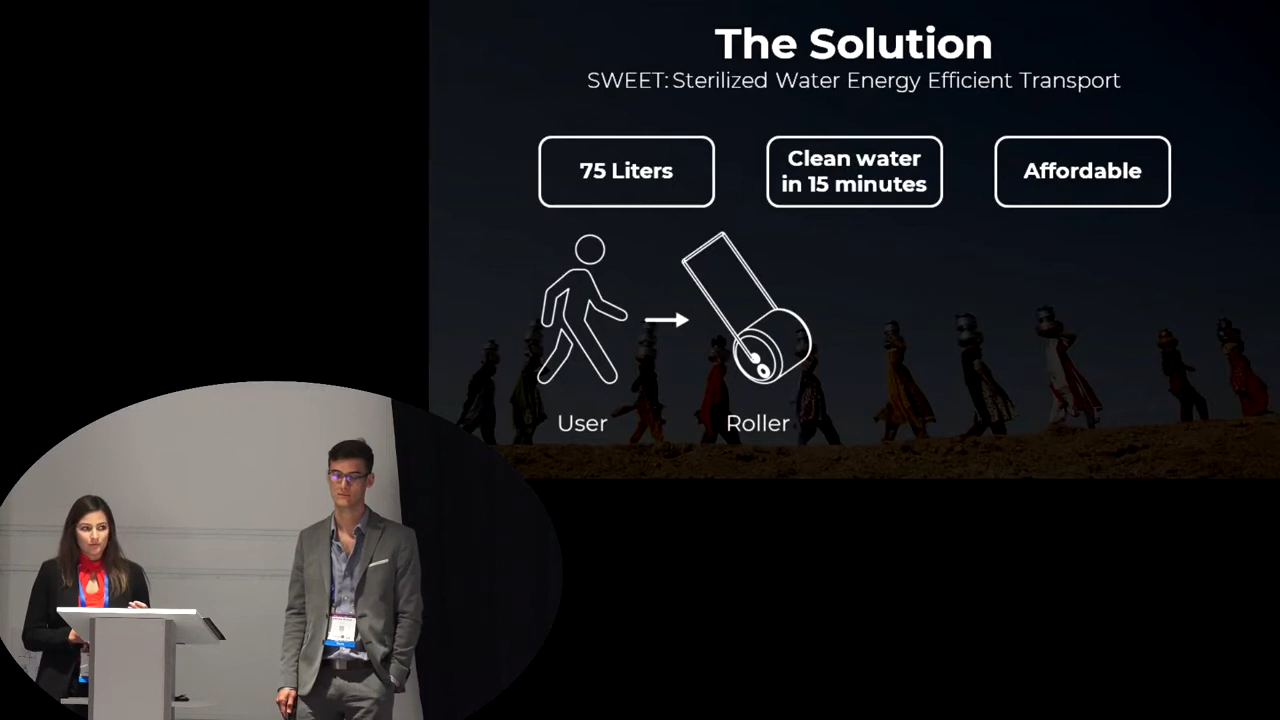 The Solution
SWEET: Sterilized Water Energy Efficient Transport
75 Liters
Clean water
in 15 minutes
Affordable
User
Roller